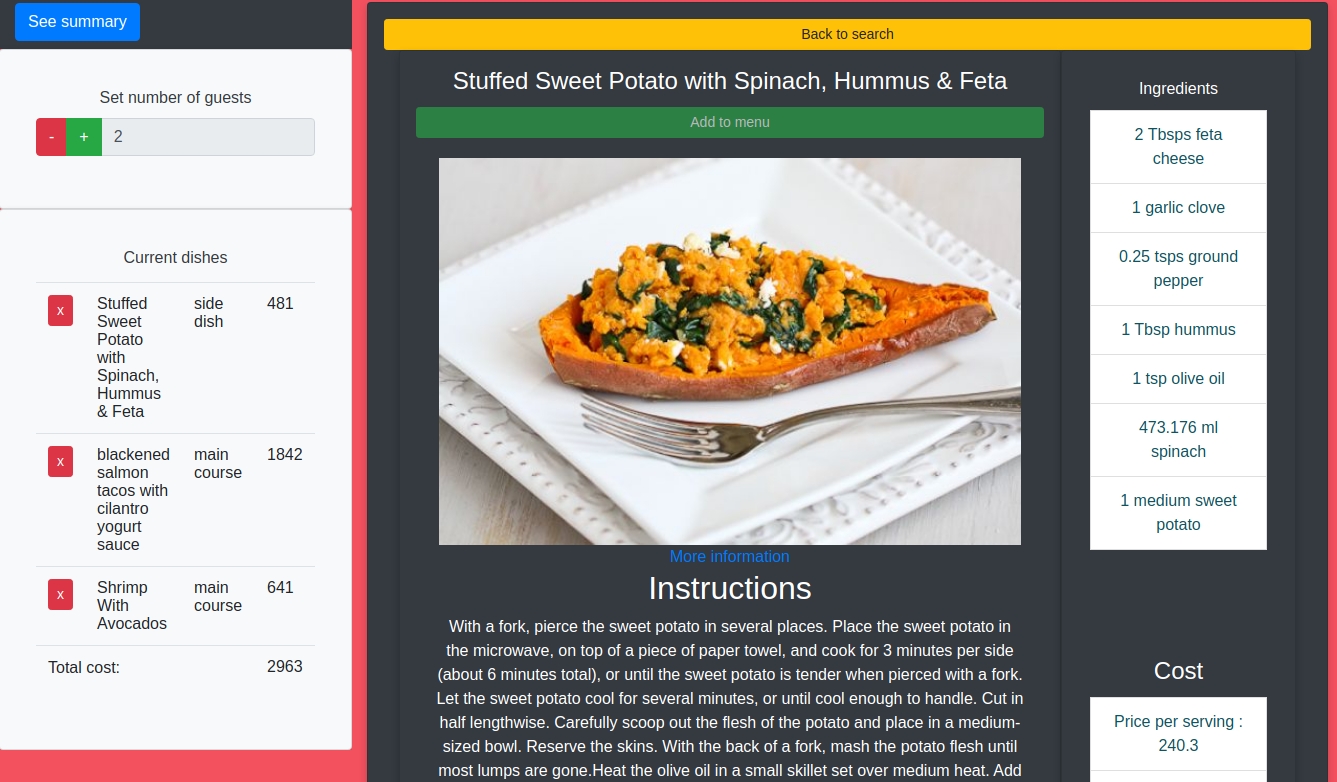 See summary
Set number of guests
- + 2
Current dishes
x Stuffed side 481
Sweet dish
Potato
with
Spinach,
Hummus
& Feta
x blackened main 1842
salmon course
tacos with
cilantro
yogurt
sauce
x Shrimp main 641
With course
Avocados
Total cost: 2963
Back to search
Stuffed Sweet Potato with Spinach, Hummus & Feta
Add to menu
More information
Instructions
With a fork, pierce the sweet potato in several places. Place the sweet potato in
the microwave, on top of a piece of paper towel, and cook for 3 minutes per side
(about 6 minutes total), or until the sweet potato is tender when pierced with a fork.
Let the sweet potato cool for several minutes, or until cool enough to handle. Cut in
half lengthwise. Carefully scoop out the flesh of the potato and place in a medium-
sized bowl. Reserve the skins. With the back of a fork, mash the potato flesh until
most lumps are gone.Heat the olive oil in a small skillet set over medium heat. Add
Ingredients
2 Tbsps feta
cheese
1 garlic clove
0.25 tsps ground
pepper
1 Tbsp hummus
1 tsp olive oil
473.176 ml
spinach
1 medium sweet
potato
Cost
Price per serving :
240.3